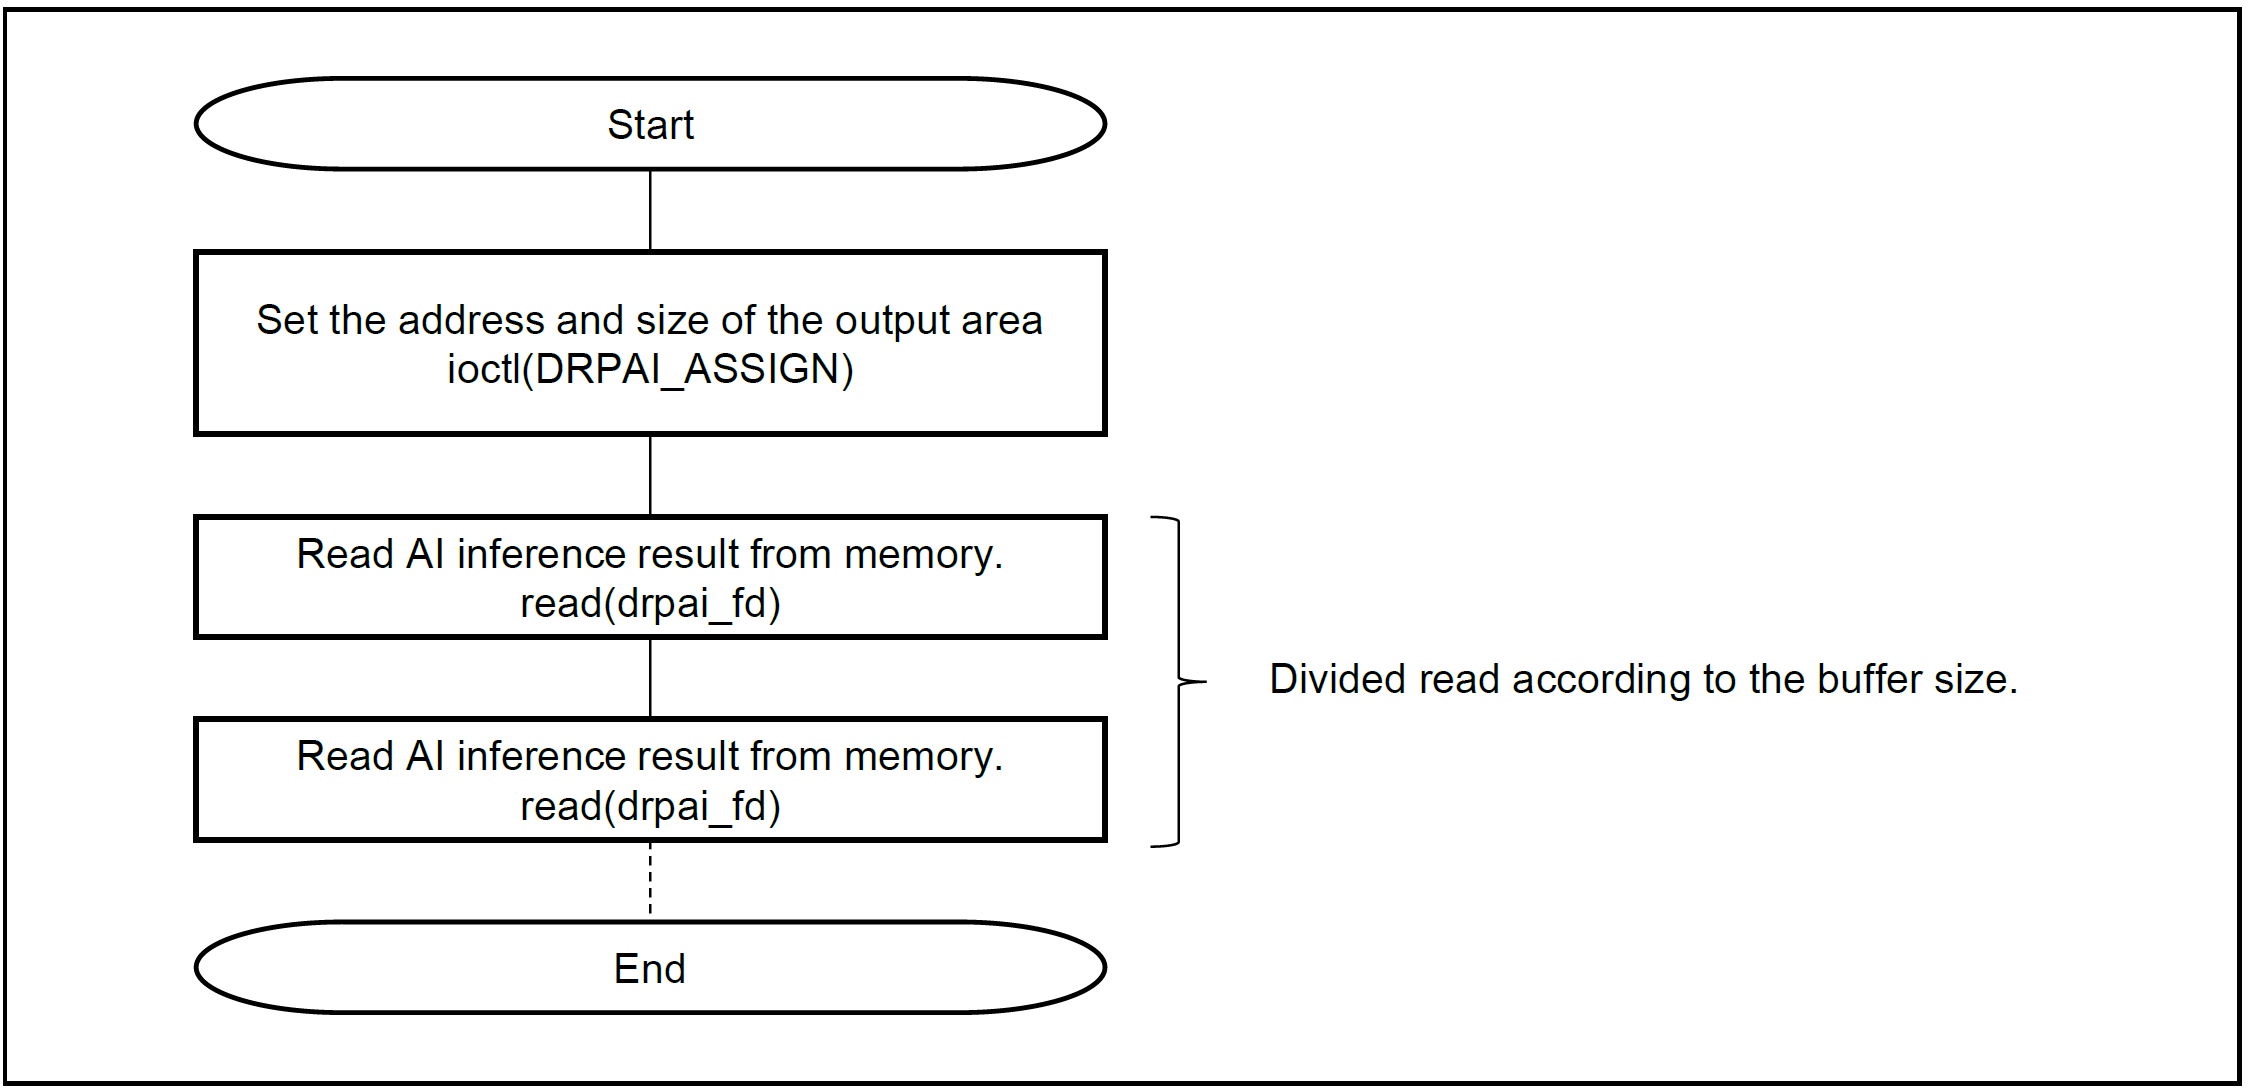 Start
Set the address and size of the output area
ioctl(DRPAI_ASSIGN)
Read AI inference result from memory.
read(drpai_fd)
Divided read according to the buffer size.
Read AI inference result from memory.
read(drpai_fd)
End